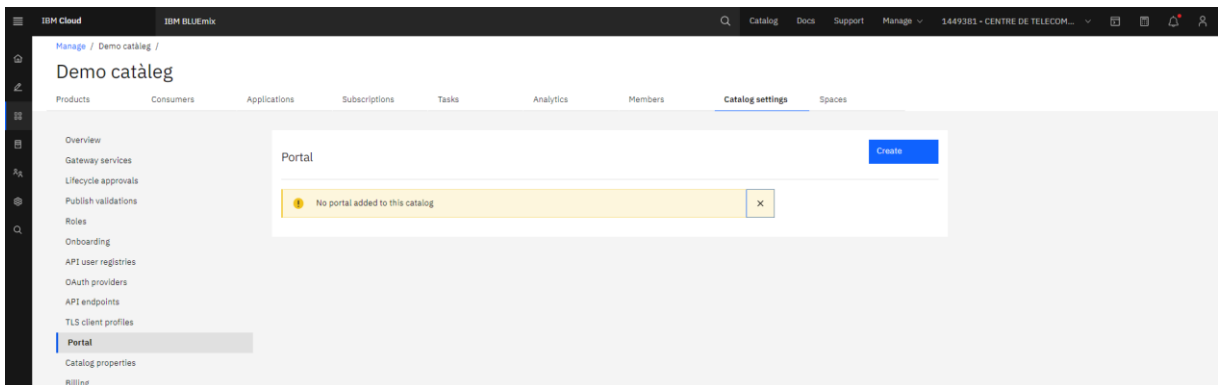 IBM Cloud IBM BLUEmix Catalog Docs Support Manage 1449381 - CENTRE DE TELECOM...
Manage / Demo catàleg /
Demo catàleg
Products Consumers Applications Subscriptions Tasks Analytics Members Catalog settings Spaces
Overview
Gateway services
Lifecycle approvals
Publish validations
Roles
Onboarding
API user registries
OAuth providers
API endpoints
TLS client profiles
Portal
Catalog properties
Billing
Portal
Create
No portal added to this catalog